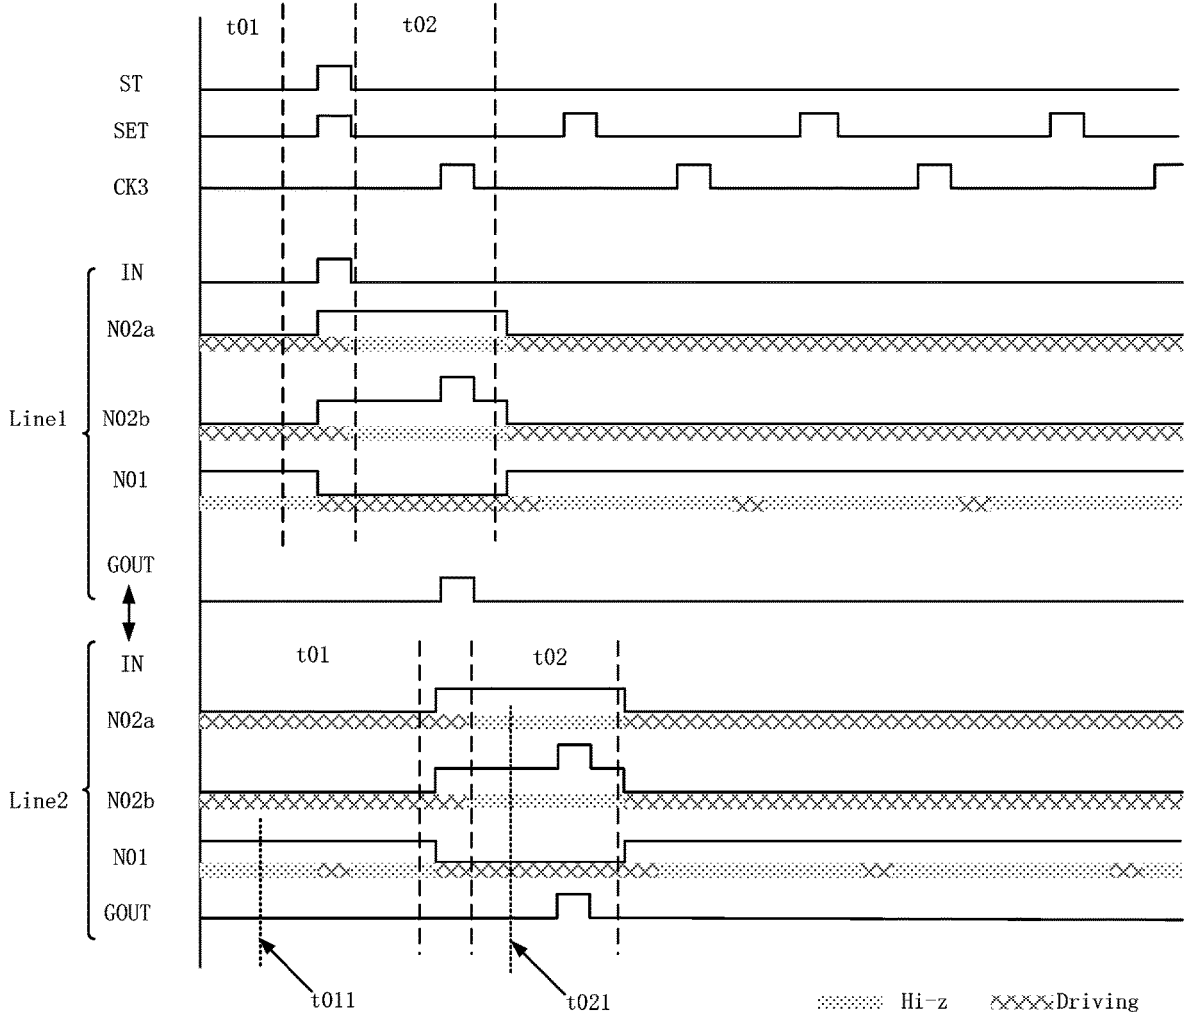 t01
t02
ST
SET
CK3
IN
N02a
Line1
N02b
N01
GOUT
t01
t02
IN
N02a
N02b
Line2
N01
GOUT
t011
t021
Hi-z
Driving